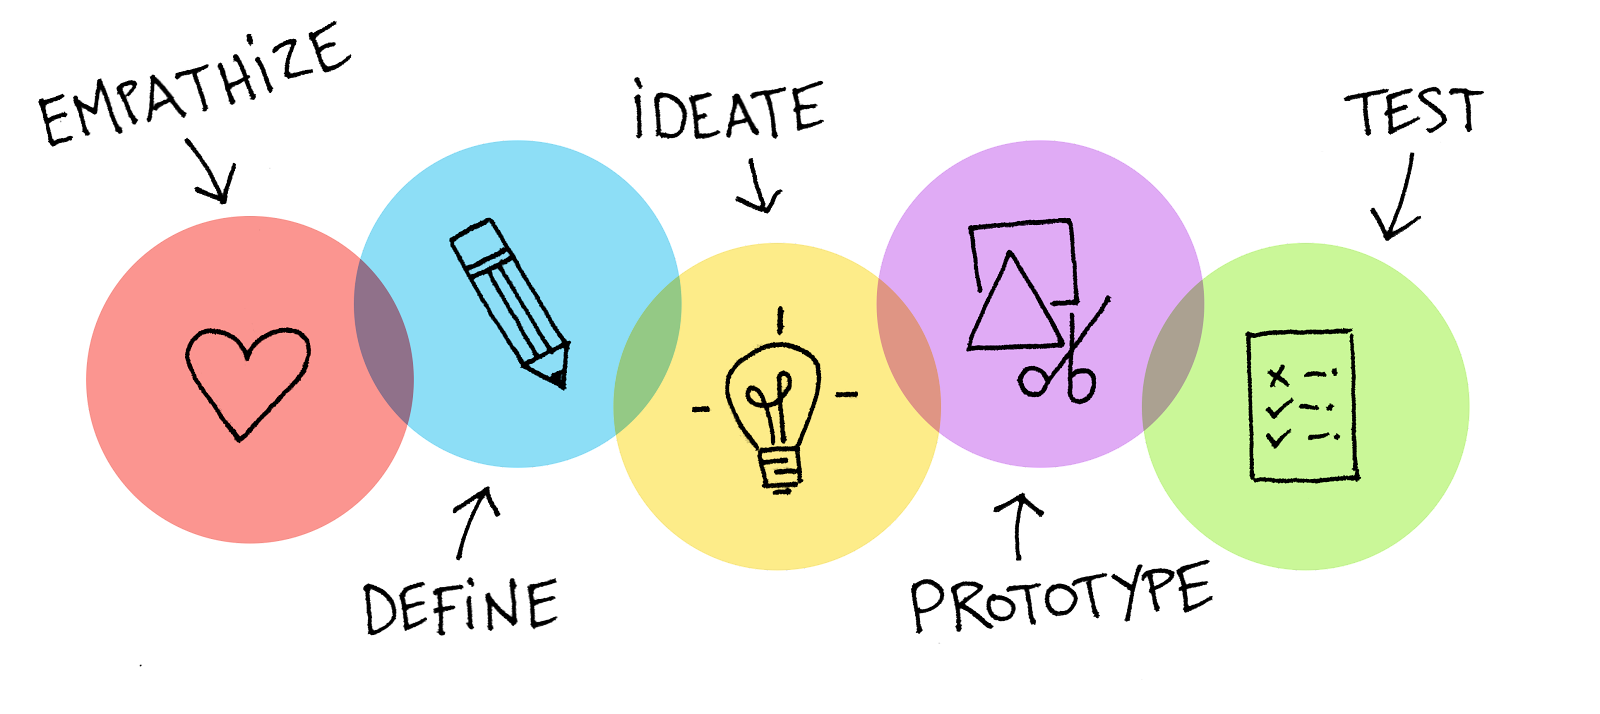 EMPATHiZE
DEFiNE
iDEATE
PROTOTYPE
TEST